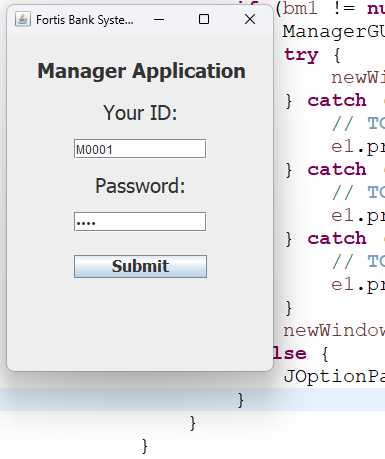 Fortis Bank Syste...
Manager Application
Your ID:
M0001
Password:
....
Submit
(bm1 != nu
ManagerGU
try {
newWi
} catch (
// TO
e1.pr
} catch (
// TO
e1.pr
} catch (
// TO
e1.pr
}
newWindow
lse {
JOptionPa
}
}
}